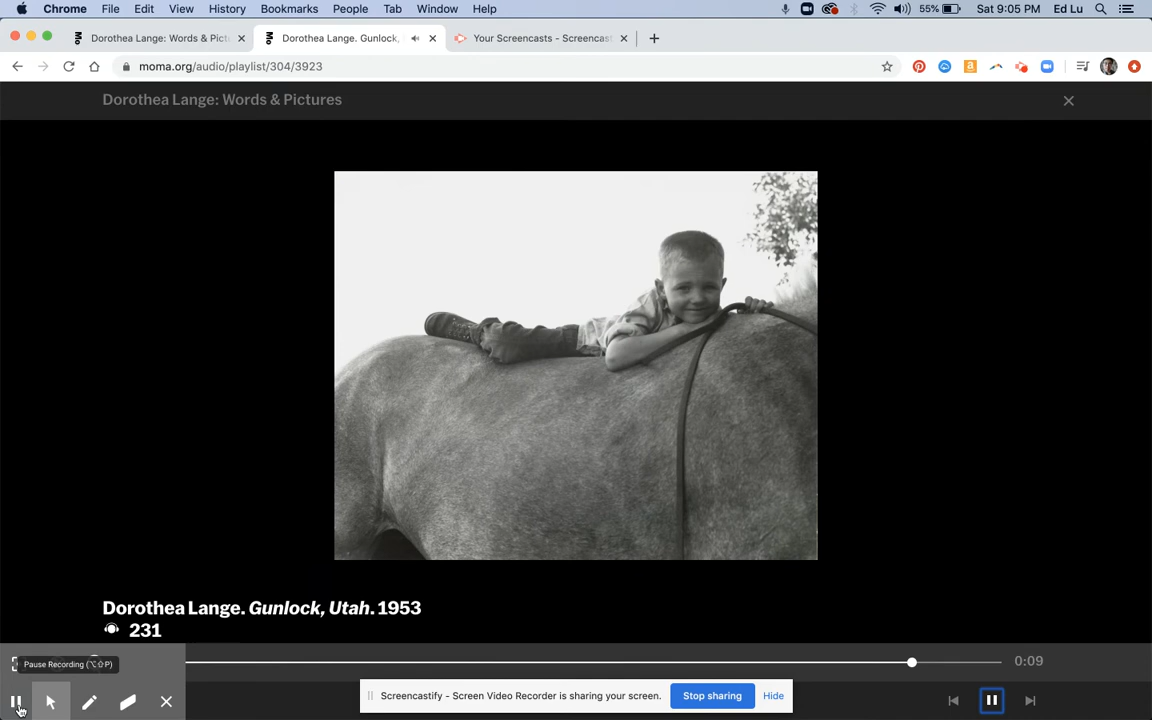 Chrome File Edit View History Bookmarks People Tab Window Help 55% Sat 9:05 PM Ed Lu
Dorothea Lange: Words & Pict Dorothea Lange. Gunlock, Your Screencasts - Screencast
moma.org/audio/playlist/304/3923
Dorothea Lange: Words & Pictures
Dorothea Lange. Gunlock, Utah. 1953
231
Pause Recording (⌥⇧P)
0:09
Screencastify - Screen Video Recorder is sharing your screen. Stop sharing Hide